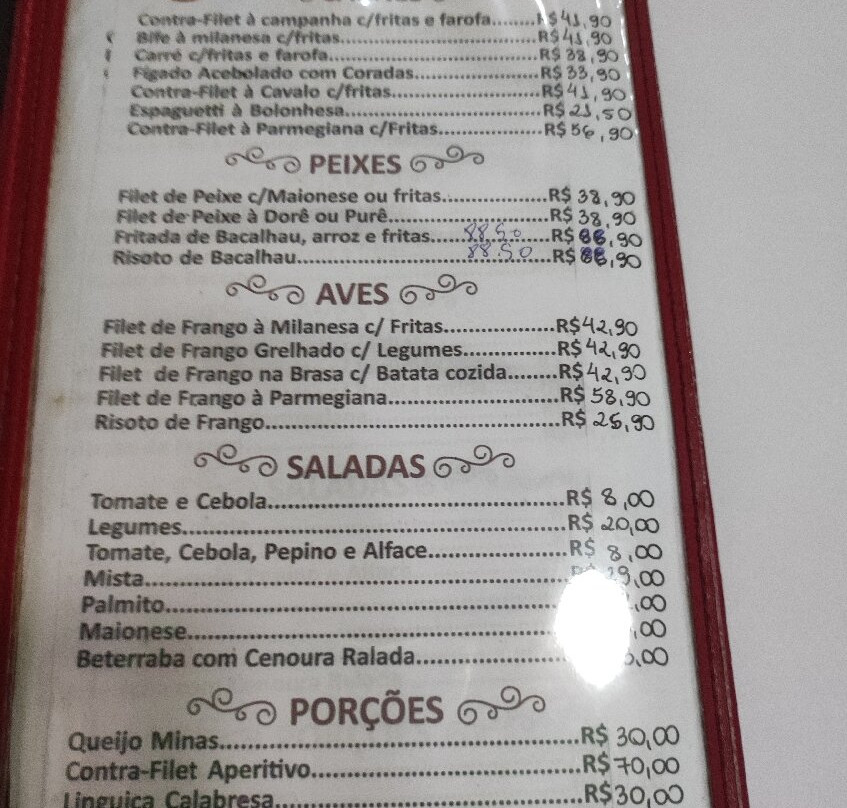 Contra-Filet à campanha c/fritas e farofa........R$41,90
Bife à milanesa c/fritas.......................................R$41,90
Carré c/fritas e farofa.........................................R$38,90
Fígado Acebolado com Coradas.........................R$33,90
Contra-Filet à Cavalo c/fritas..............................R$41,90
Espaguetti à Bolonhesa.......................................R$21,50
Contra-Filet à Parmegiana c/Fritas....................R$56,90
PEIXES
Filet de Peixe c/Maionese ou fritas...................R$ 38,90
Filet de Peixe à Dorê ou Purê.............................R$ 38,90
Fritada de Bacalhau, arroz e fritas......88.50.....R$ 88,90
Risoto de Bacalhau..............................88.50....R$ 88,90
AVES
Filet de Frango à Milanesa c/ Fritas...................R$42,90
Filet de Frango Grelhado c/ Legumes................R$42,90
Filet de Frango na Brasa c/ Batata cozida........R$42,90
Filet de Frango à Parmegiana............................R$ 58,90
Risoto de Frango.................................................R$ 25,90
SALADAS
Tomate e Cebola.................................................R$ 8,00
Legumes..............................................................R$ 20,00
Tomate, Cebola, Pepino e Alface.......................R$ 8,00
Mista....................................................................
Palmito.................................................................
Maionese.............................................................
Beterraba com Cenoura Ralada.......................
PORÇÕES
Queijo Minas......................................................R$ 30,00
Contra-Filet Aperitivo.........................................R$70,00
Linguiça Calabresa..............................................R$30,00